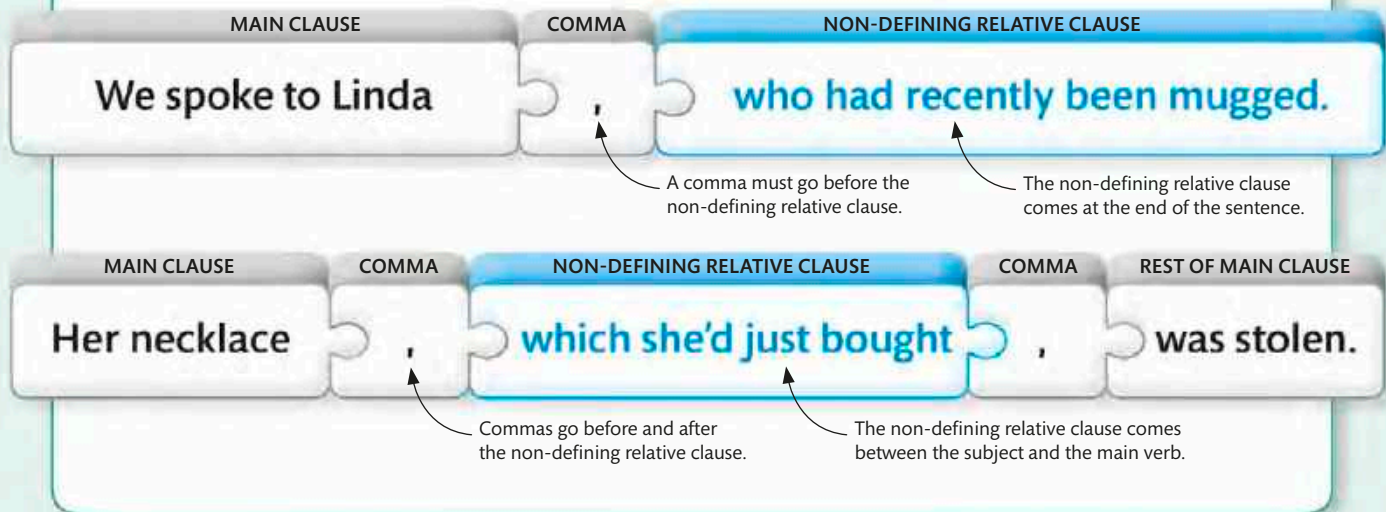 MAIN CLAUSE COMMA NON-DEFINING RELATIVE CLAUSE
We spoke to Linda , who had recently been mugged.
A comma must go before the
non-defining relative clause.
The non-defining relative clause
comes at the end of the sentence.
MAIN CLAUSE COMMA NON-DEFINING RELATIVE CLAUSE COMMA REST OF MAIN CLAUSE
Her necklace , which she'd just bought , was stolen.
Commas go before and after
the non-defining relative clause.
The non-defining relative clause comes
between the subject and the main verb.